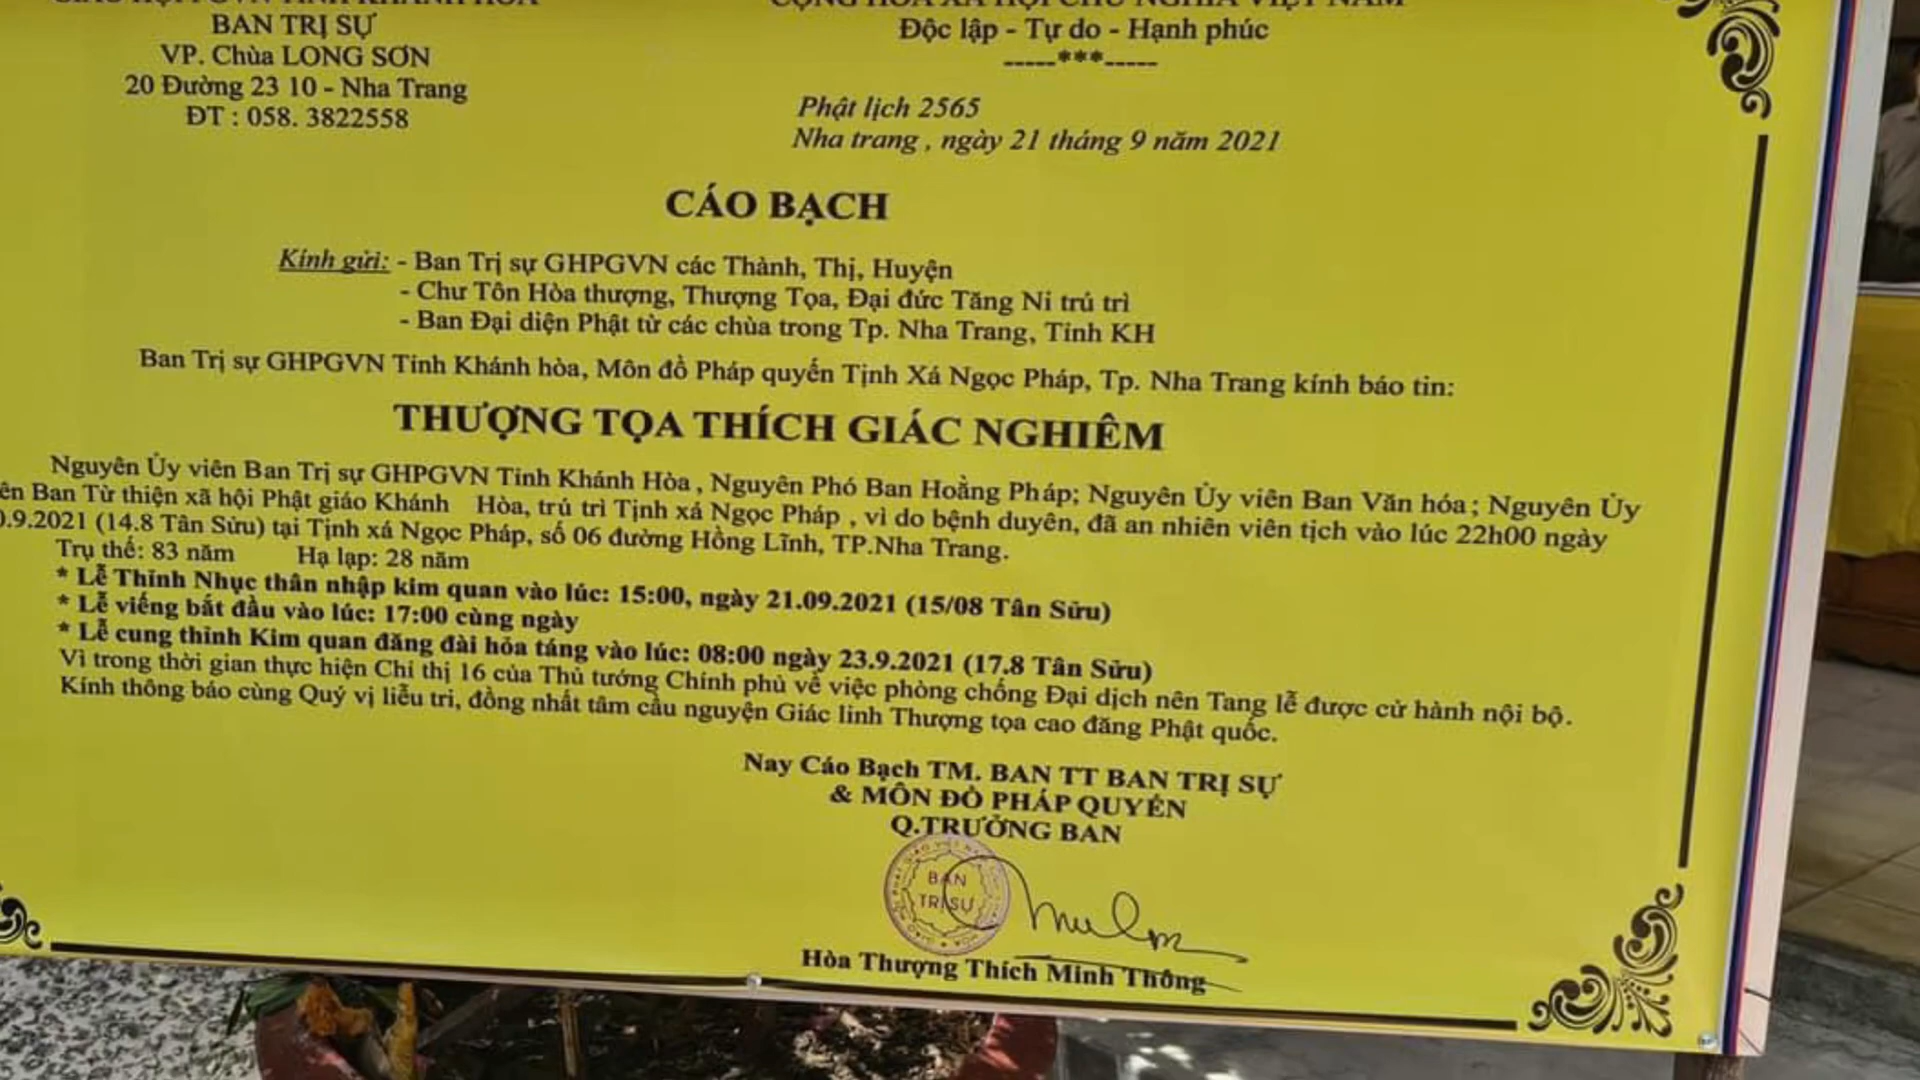 GIÁO HỘI PGVN TỈNH KHÁNH HÒA
BAN TRỊ SỰ
VP. Chùa LONG SƠN
20 Đường 23 10 - Nha Trang
ĐT : 058. 3822558
CỘNG HÒA XÃ HỘI CHỦ NGHĨA VIỆT NAM
Độc lập - Tự do - Hạnh phúc
-----***-----
Phật lịch 2565
Nha trang , ngày 21 tháng 9 năm 2021
CÁO BẠCH
Kính gửi: - Ban Trị sự GHPGVN các Thành, Thị, Huyện
- Chư Tôn Hòa thượng, Thượng Tọa, Đại đức Tăng Ni trú trì
- Ban Đại diện Phật tử các chùa trong Tp. Nha Trang, Tỉnh KH
Ban Trị sự GHPGVN Tỉnh Khánh hòa, Môn đồ Pháp quyến Tịnh Xá Ngọc Pháp, Tp. Nha Trang kính báo tin:
THƯỢNG TỌA THÍCH GIÁC NGHIÊM
Nguyên Ủy viên Ban Trị sự GHPGVN Tỉnh Khánh Hòa, Nguyên Phó Ban Hoằng Pháp; Nguyên Ủy viên Ban Văn hóa; Nguyên Ủy
ên Ban Từ thiện xã hội Phật giáo Khánh Hòa, trú trì Tịnh xá Ngọc Pháp , vì do bệnh duyên, đã an nhiên viên tịch vào lúc 22h00 ngày
0.9.2021 (14.8 Tân Sửu) tại Tịnh xá Ngọc Pháp, số 06 đường Hồng Lĩnh, TP.Nha Trang.
Trụ thế: 83 năm Hạ lạp: 28 năm
* Lễ Thỉnh Nhục thân nhập kim quan vào lúc: 15:00, ngày 21.09.2021 (15/08 Tân Sửu)
* Lễ viếng bắt đầu vào lúc: 17:00 cùng ngày
* Lễ cung thỉnh Kim quan đăng đài hỏa táng vào lúc: 08:00 ngày 23.9.2021 (17.8 Tân Sửu)
Vì trong thời gian thực hiện Chỉ thị 16 của Thủ tướng Chính phủ về việc phòng chống Đại dịch nên Tang lễ được cử hành nội bộ.
Kính thông báo cùng Quý vị liễu tri, đồng nhất tâm cầu nguyện Giác linh Thượng tọa cao đăng Phật quốc.
Nay Cáo Bạch TM. BAN TT BAN TRỊ SỰ
& MÔN ĐỒ PHÁP QUYẾN
Q.TRƯỞNG BAN
BAN
TRỊ SỰ
Hòa Thượng Thích Minh Thông